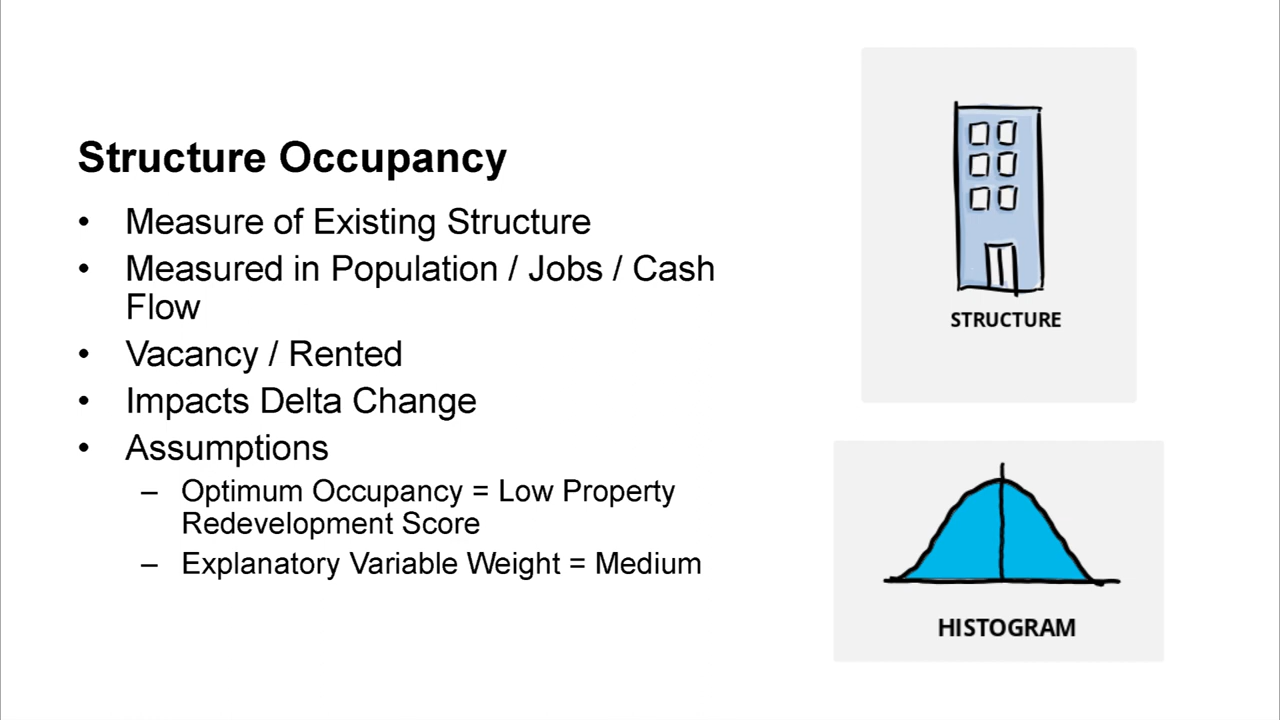 Structure Occupancy
• Measure of Existing Structure
• Measured in Population / Jobs / Cash
Flow
• Vacancy / Rented
• Impacts Delta Change
• Assumptions
– Optimum Occupancy = Low Property
Redevelopment Score
– Explanatory Variable Weight = Medium
STRUCTURE
HISTOGRAM